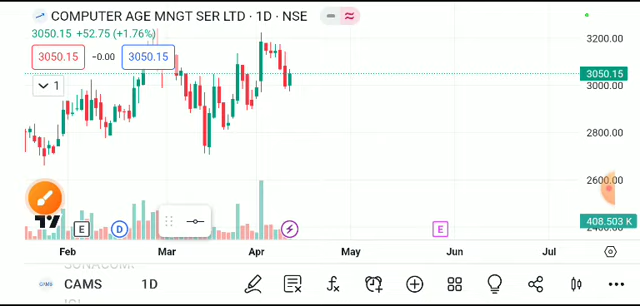 COMPUTER AGE MNGT SER LTD · 1D · NSE
3050.15 +52.75 (+1.76%)
3050.15 −0.00 3050.15
1
3200.00
3050.15
3000.00
2800.00
2600.00
408.503 K
E D E
Feb Mar Apr May Jun Jul
CAMS 1D